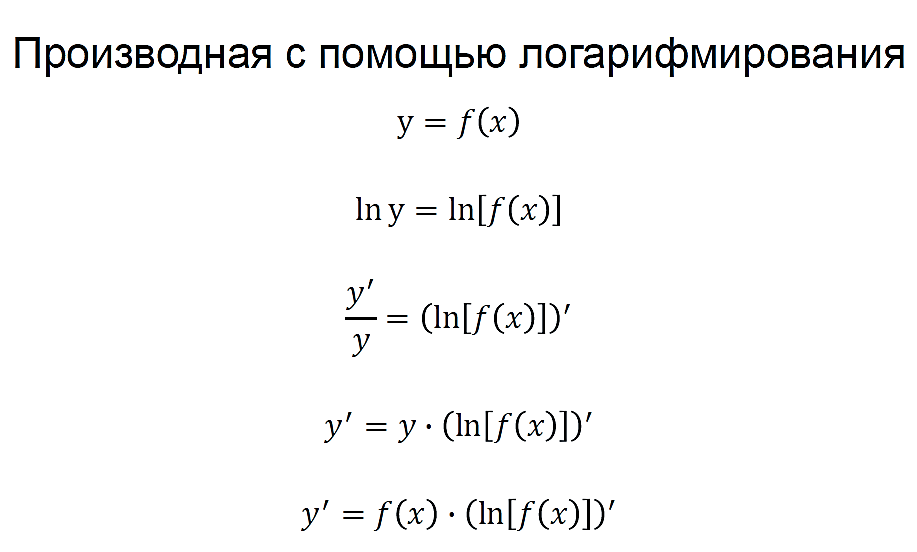 Производная с помощью логарифмирования
y = f(x)
ln y = ln[f(x)]
y′/y = (ln[f(x)])′
y′ = y · (ln[f(x)])′
y′ = f(x) · (ln[f(x)])′